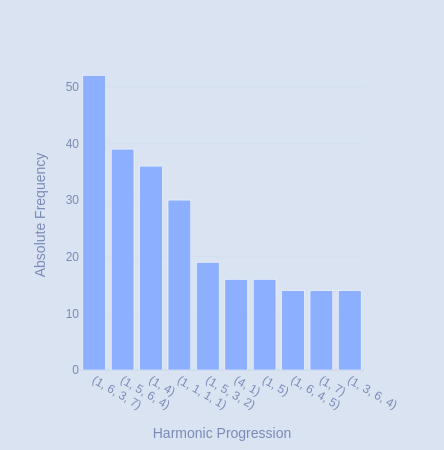 Absolute Frequency
50
40
30
20
10
0
(1, 6, 3, 7)
(1, 5, 6, 4)
(1, 4)
(1, 1, 1, 1)
(1, 5, 3, 2)
(4, 1)
(1, 5)
(1, 6, 4, 5)
(1, 7)
(1, 3, 6, 4)
Harmonic Progression